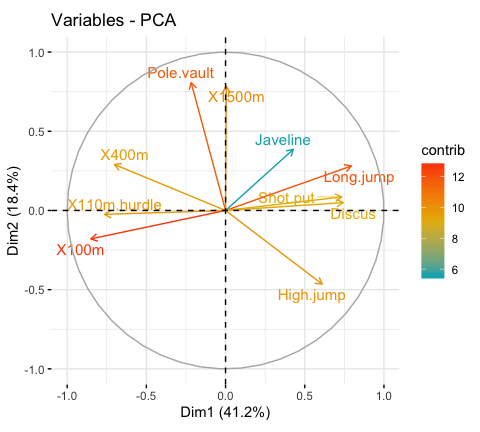 Variables - PCA
1.0
0.5
0.0
-0.5
-1.0
Dim2 (18.4%)
Pole.vault
X1500m
Javeline
X400m
Long.jump
Shot.put
X110m.hurdle
Discus
X100m
High.jump
-1.0 -0.5 0.0 0.5 1.0
Dim1 (41.2%)
contrib
12
10
8
6